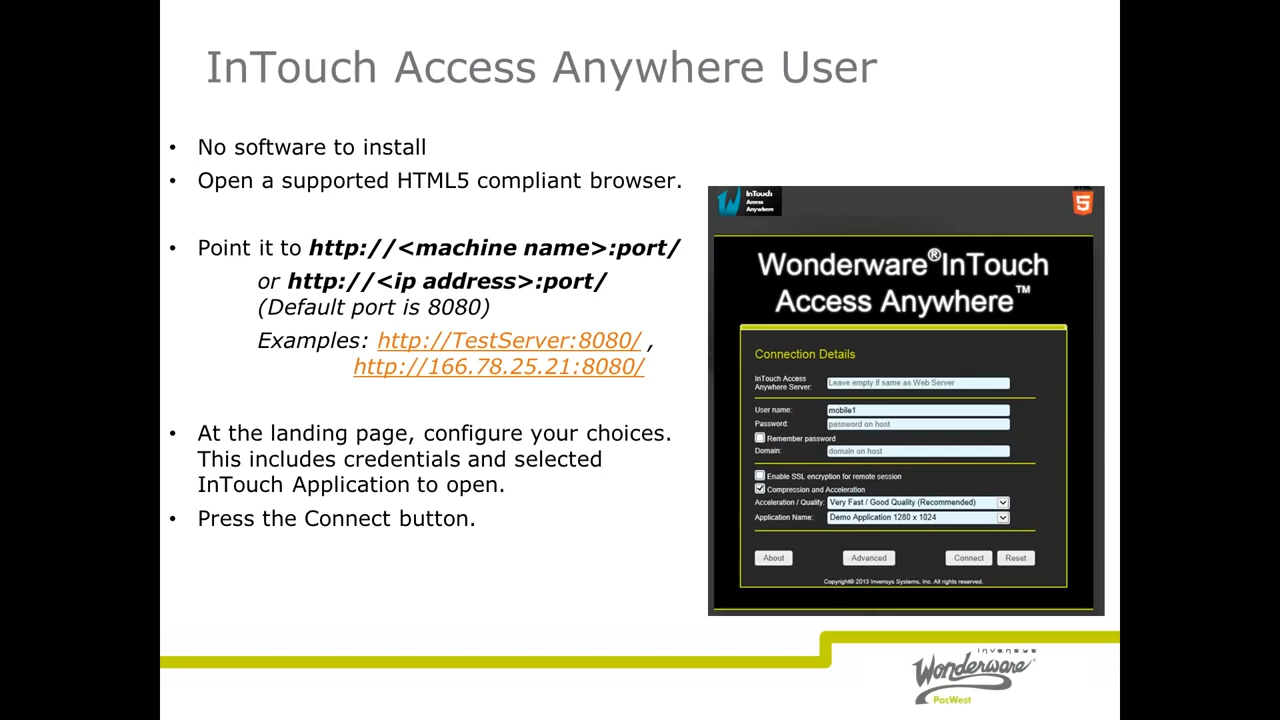 InTouch Access Anywhere User
• No software to install
• Open a supported HTML5 compliant browser.
• Point it to http://<machine name>:port/
or http://<ip address>:port/
(Default port is 8080)
Examples: http://TestServer:8080/ ,
http://166.78.25.21:8080/
• At the landing page, configure your choices.
This includes credentials and selected
InTouch Application to open.
• Press the Connect button.
InTouch
Access
Anywhere
5
Wonderware®InTouch
Access Anywhere™
Connection Details
InTouch Access
Anywhere Server:
Leave empty if same as Web Server
User name: mobile1
Password: password on host
Remember password
Domain: domain on host
Enable SSL encryption for remote session
Compression and Acceleration
Acceleration / Quality: Very Fast / Good Quality (Recommended)
Application Name: Demo Application 1280 x 1024
About Advanced Connect Reset
Copyright© 2013 Invensys Systems, Inc. All rights reserved.
invensys
Wonderware
PacWest